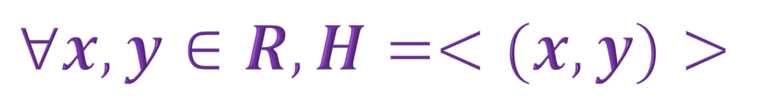 ∀x, y ∈ R, H =< (x, y) >